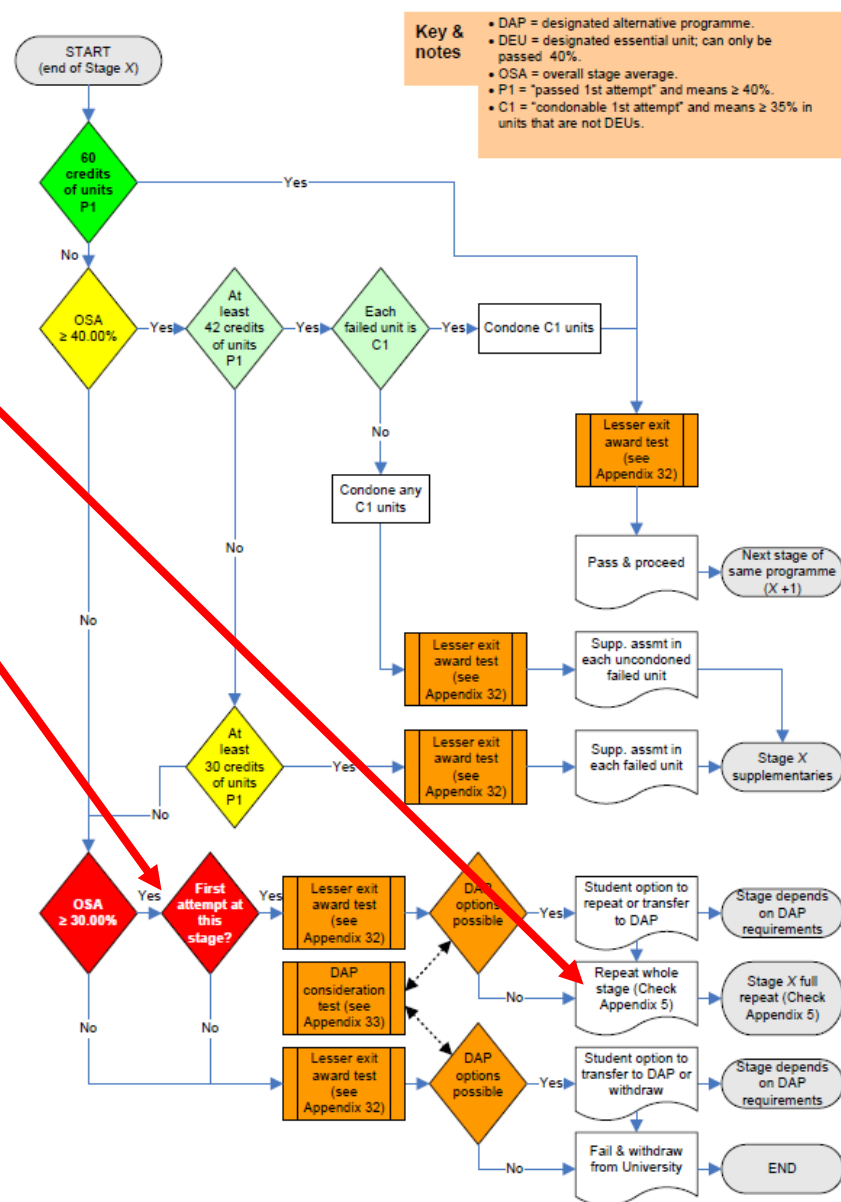 Key & notes
• DAP = designated alternative programme.
• DEU = designated essential unit; can only be
passed 40%.
• OSA = overall stage average.
• P1 = "passed 1st attempt" and means ≥ 40%.
• C1 = "condonable 1st attempt" and means ≥ 35% in
units that are not DEUs.
START
(end of Stage X)
60
credits
of units
P1
Yes
No
OSA
≥ 40.00%
Yes
At
least
42 credits
of units
P1
Yes
Each
failed unit is
C1
Yes
Condone C1 units
No
Condone any
C1 units
Lesser exit
award test
(see
Appendix 32)
Pass & proceed
Next stage of
same programme
(X +1)
No
No
Lesser exit
award test
(see
Appendix 32)
Supp. assmt in
each uncondoned
failed unit
At
least
30 credits
of units
P1
Yes
Lesser exit
award test
(see
Appendix 32)
Supp. assmt in
each failed unit
Stage X
supplementaries
No
OSA
≥ 30.00%
Yes
First
attempt at
this
stage?
Yes
Lesser exit
award test
(see
Appendix 32)
DAP
options
possible
Yes
Student option to
repeat or transfer
to DAP
Stage depends
on DAP
requirements
DAP
consideration
test (see
Appendix 33)
No
Repeat whole
stage (Check
Appendix 5)
Stage X full
repeat (Check
Appendix 5)
No
No
Lesser exit
award test
(see
Appendix 32)
DAP
options
possible
Yes
Student option to
transfer to DAP or
withdraw
Stage depends
on DAP
requirements
No
Fail & withdraw
from University
END